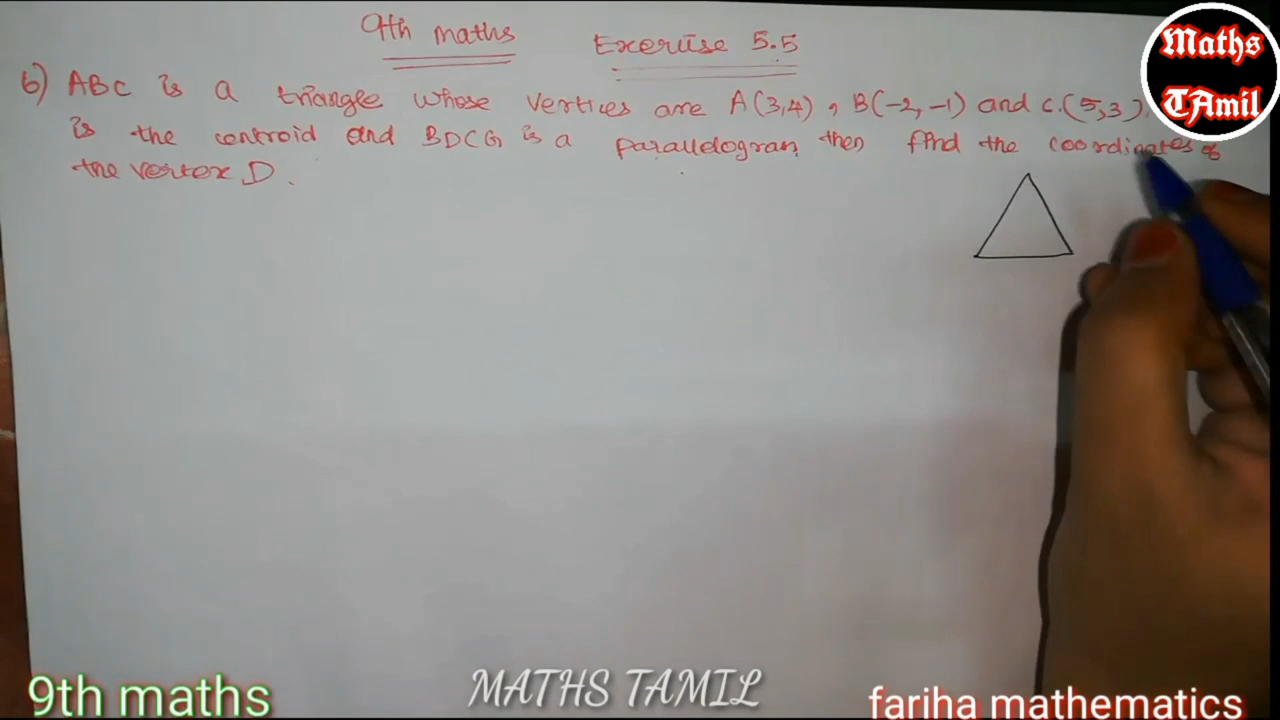 9th maths Exercise 5.5
6) ABC is a triangle whose vertices are A(3,4), B(-2,-1) and C.(5,3).
is the centroid and BDCG is a parallelogram then find the coordinates of
the vertex D.
Maths
TAmil
9th maths
MATHS TAMIL
fariha mathematics